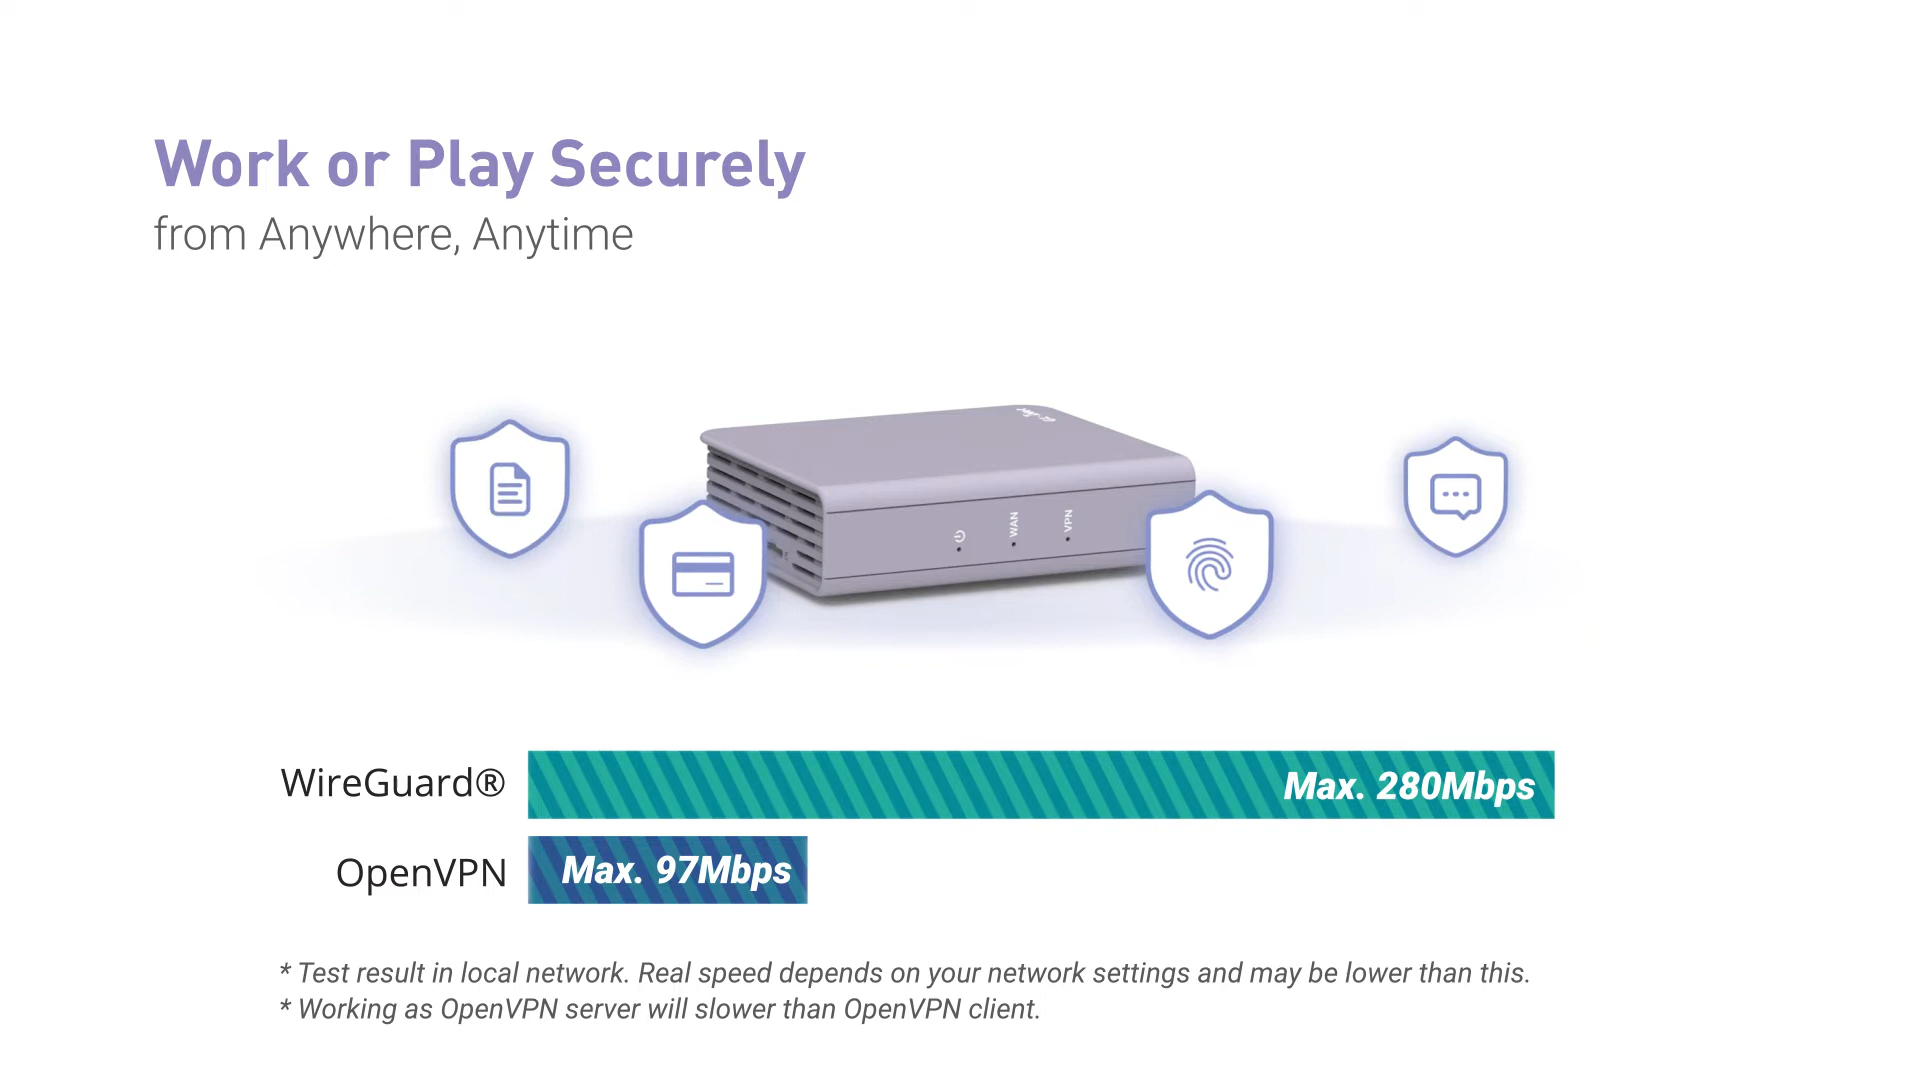 Work or Play Securely
from Anywhere, Anytime
WAN
VPN
WireGuard®
Max. 280Mbps
OpenVPN
Max. 97Mbps
* Test result in local network. Real speed depends on your network settings and may be lower than this.
* Working as OpenVPN server will slower than OpenVPN client.